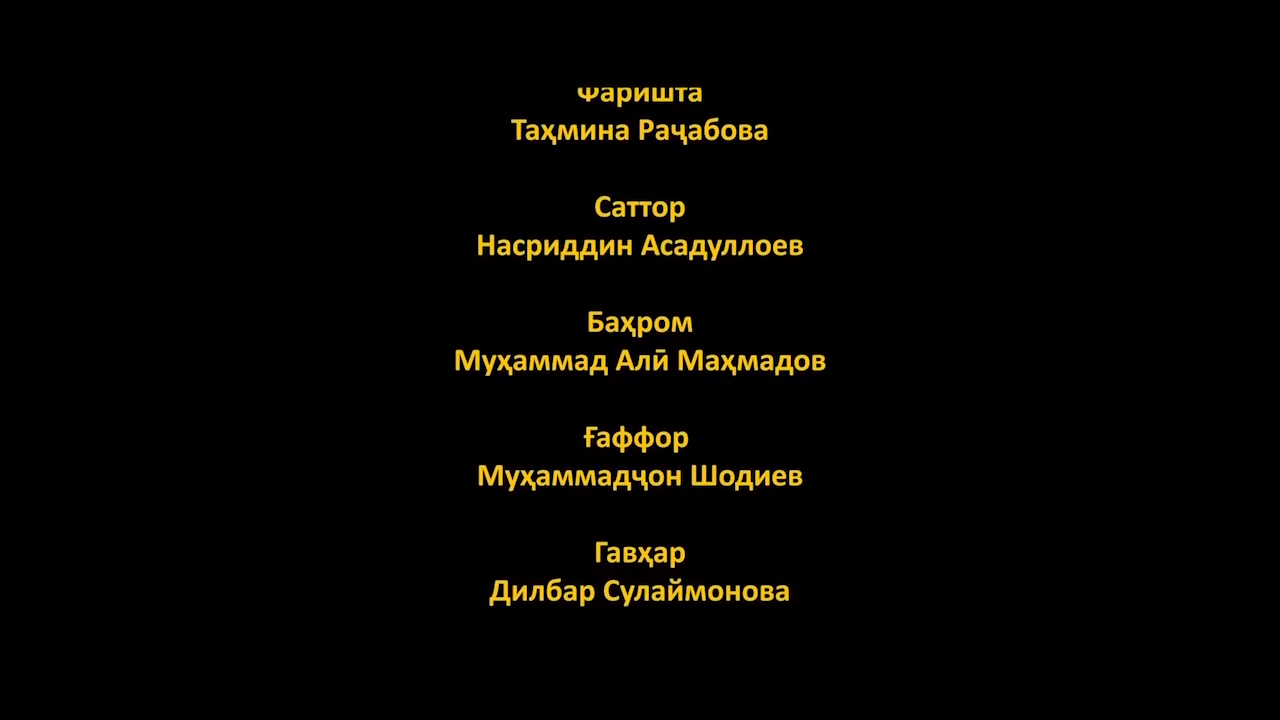 Фаришта
Таҳмина Раҷабова
Саттор
Насриддин Асадуллоев
Баҳром
Муҳаммад Алӣ Маҳмадов
Ғаффор
Муҳаммадҷон Шодиев
Гавҳар
Дилбар Сулаймонова